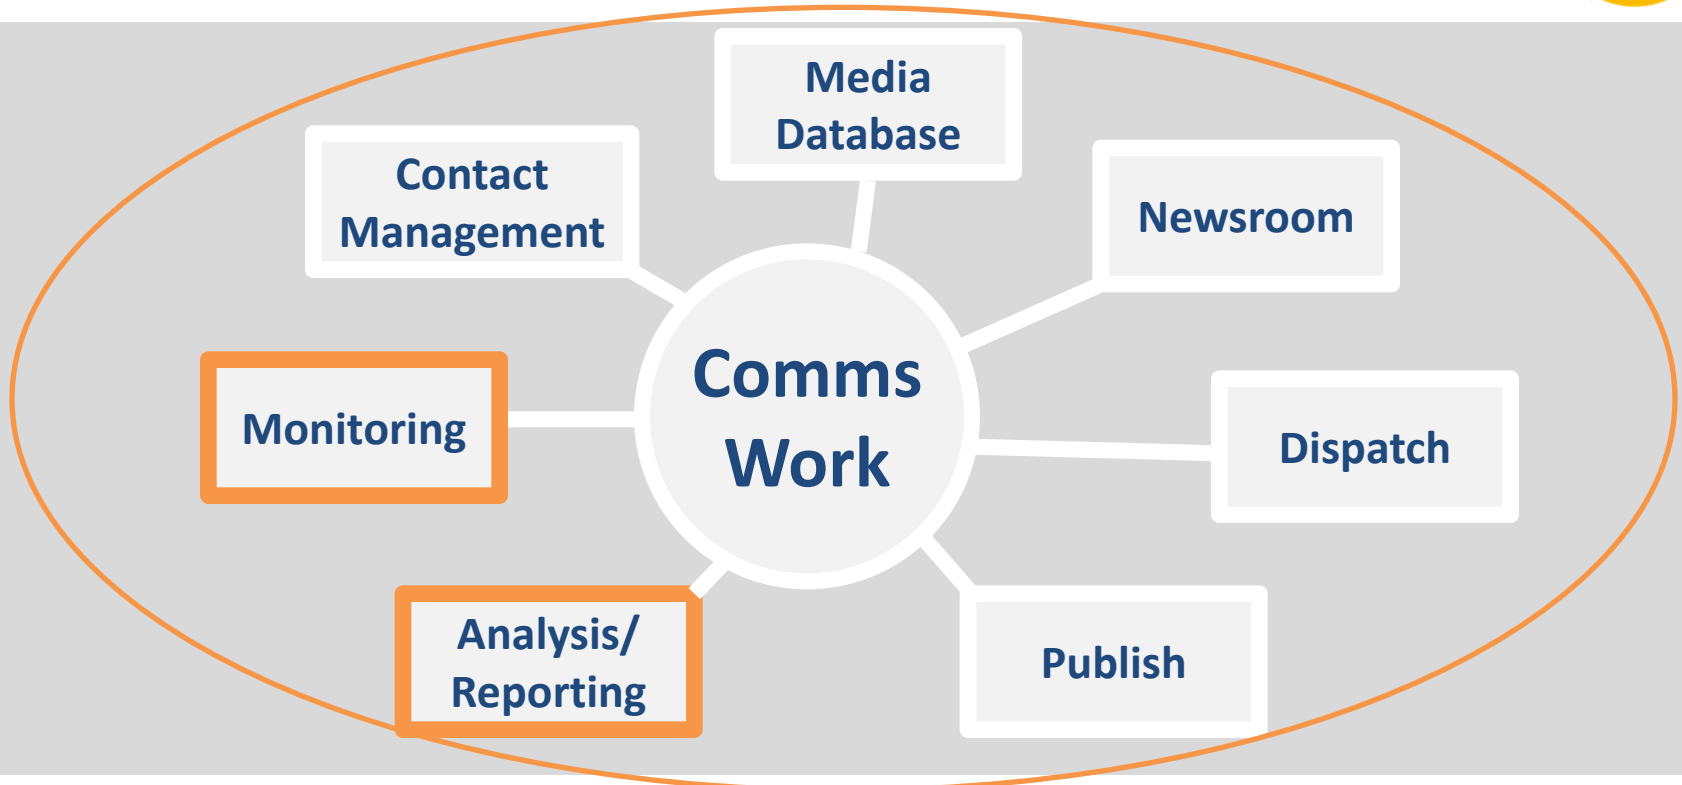 Media
Database
Contact
Management
Newsroom
Comms
Work
Monitoring
Dispatch
Analysis/
Reporting
Publish